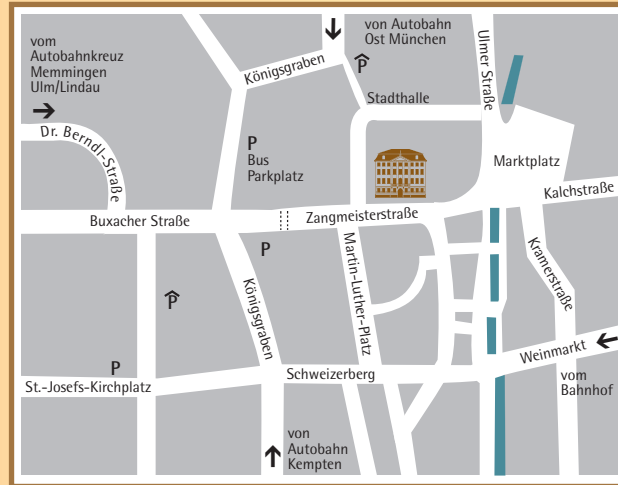 vom
Autobahnkreuz
Memmingen
Ulm/Lindau
von Autobahn
Ost München
Ulmer Straße
Königsgraben
P
Stadthalle
Dr. Berndl-Straße
P
Bus
Parkplatz
Marktplatz
Kalchstraße
Buxacher Straße
Zangmeisterstraße
P
Martin-Luther-Platz
Kramerstraße
Königsgraben
P
P
Weinmarkt
St.-Josefs-Kirchplatz
Schweizerberg
vom
Bahnhof
von
Autobahn
Kempten